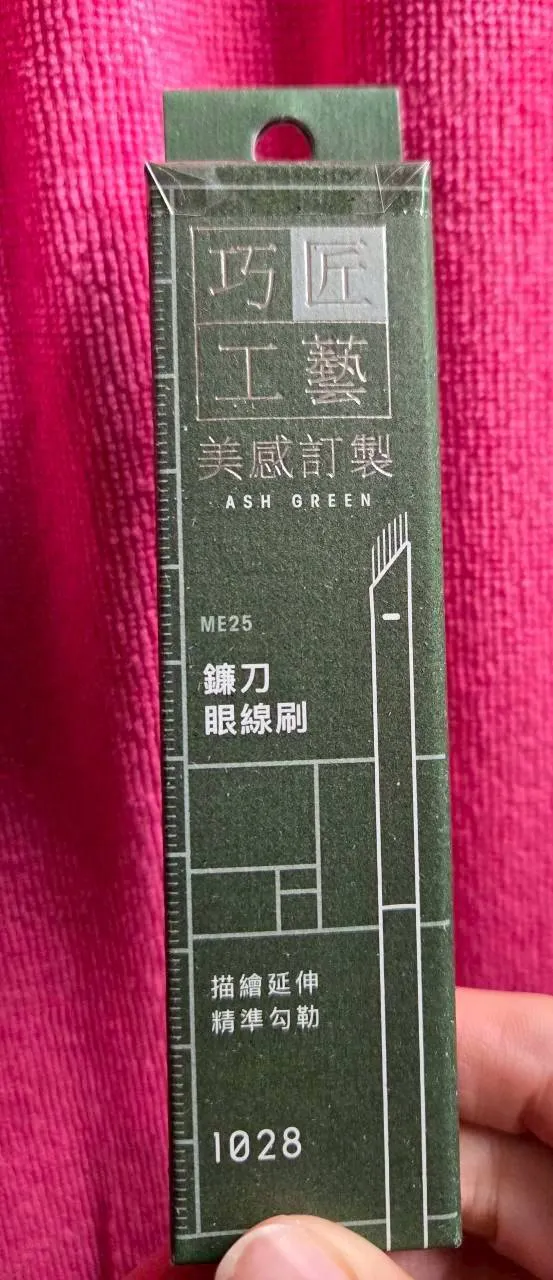 巧匠
工藝
美感訂製
ASH GREEN
ME25
鐮刀
眼線刷
描繪延伸
精準勾勒
1028